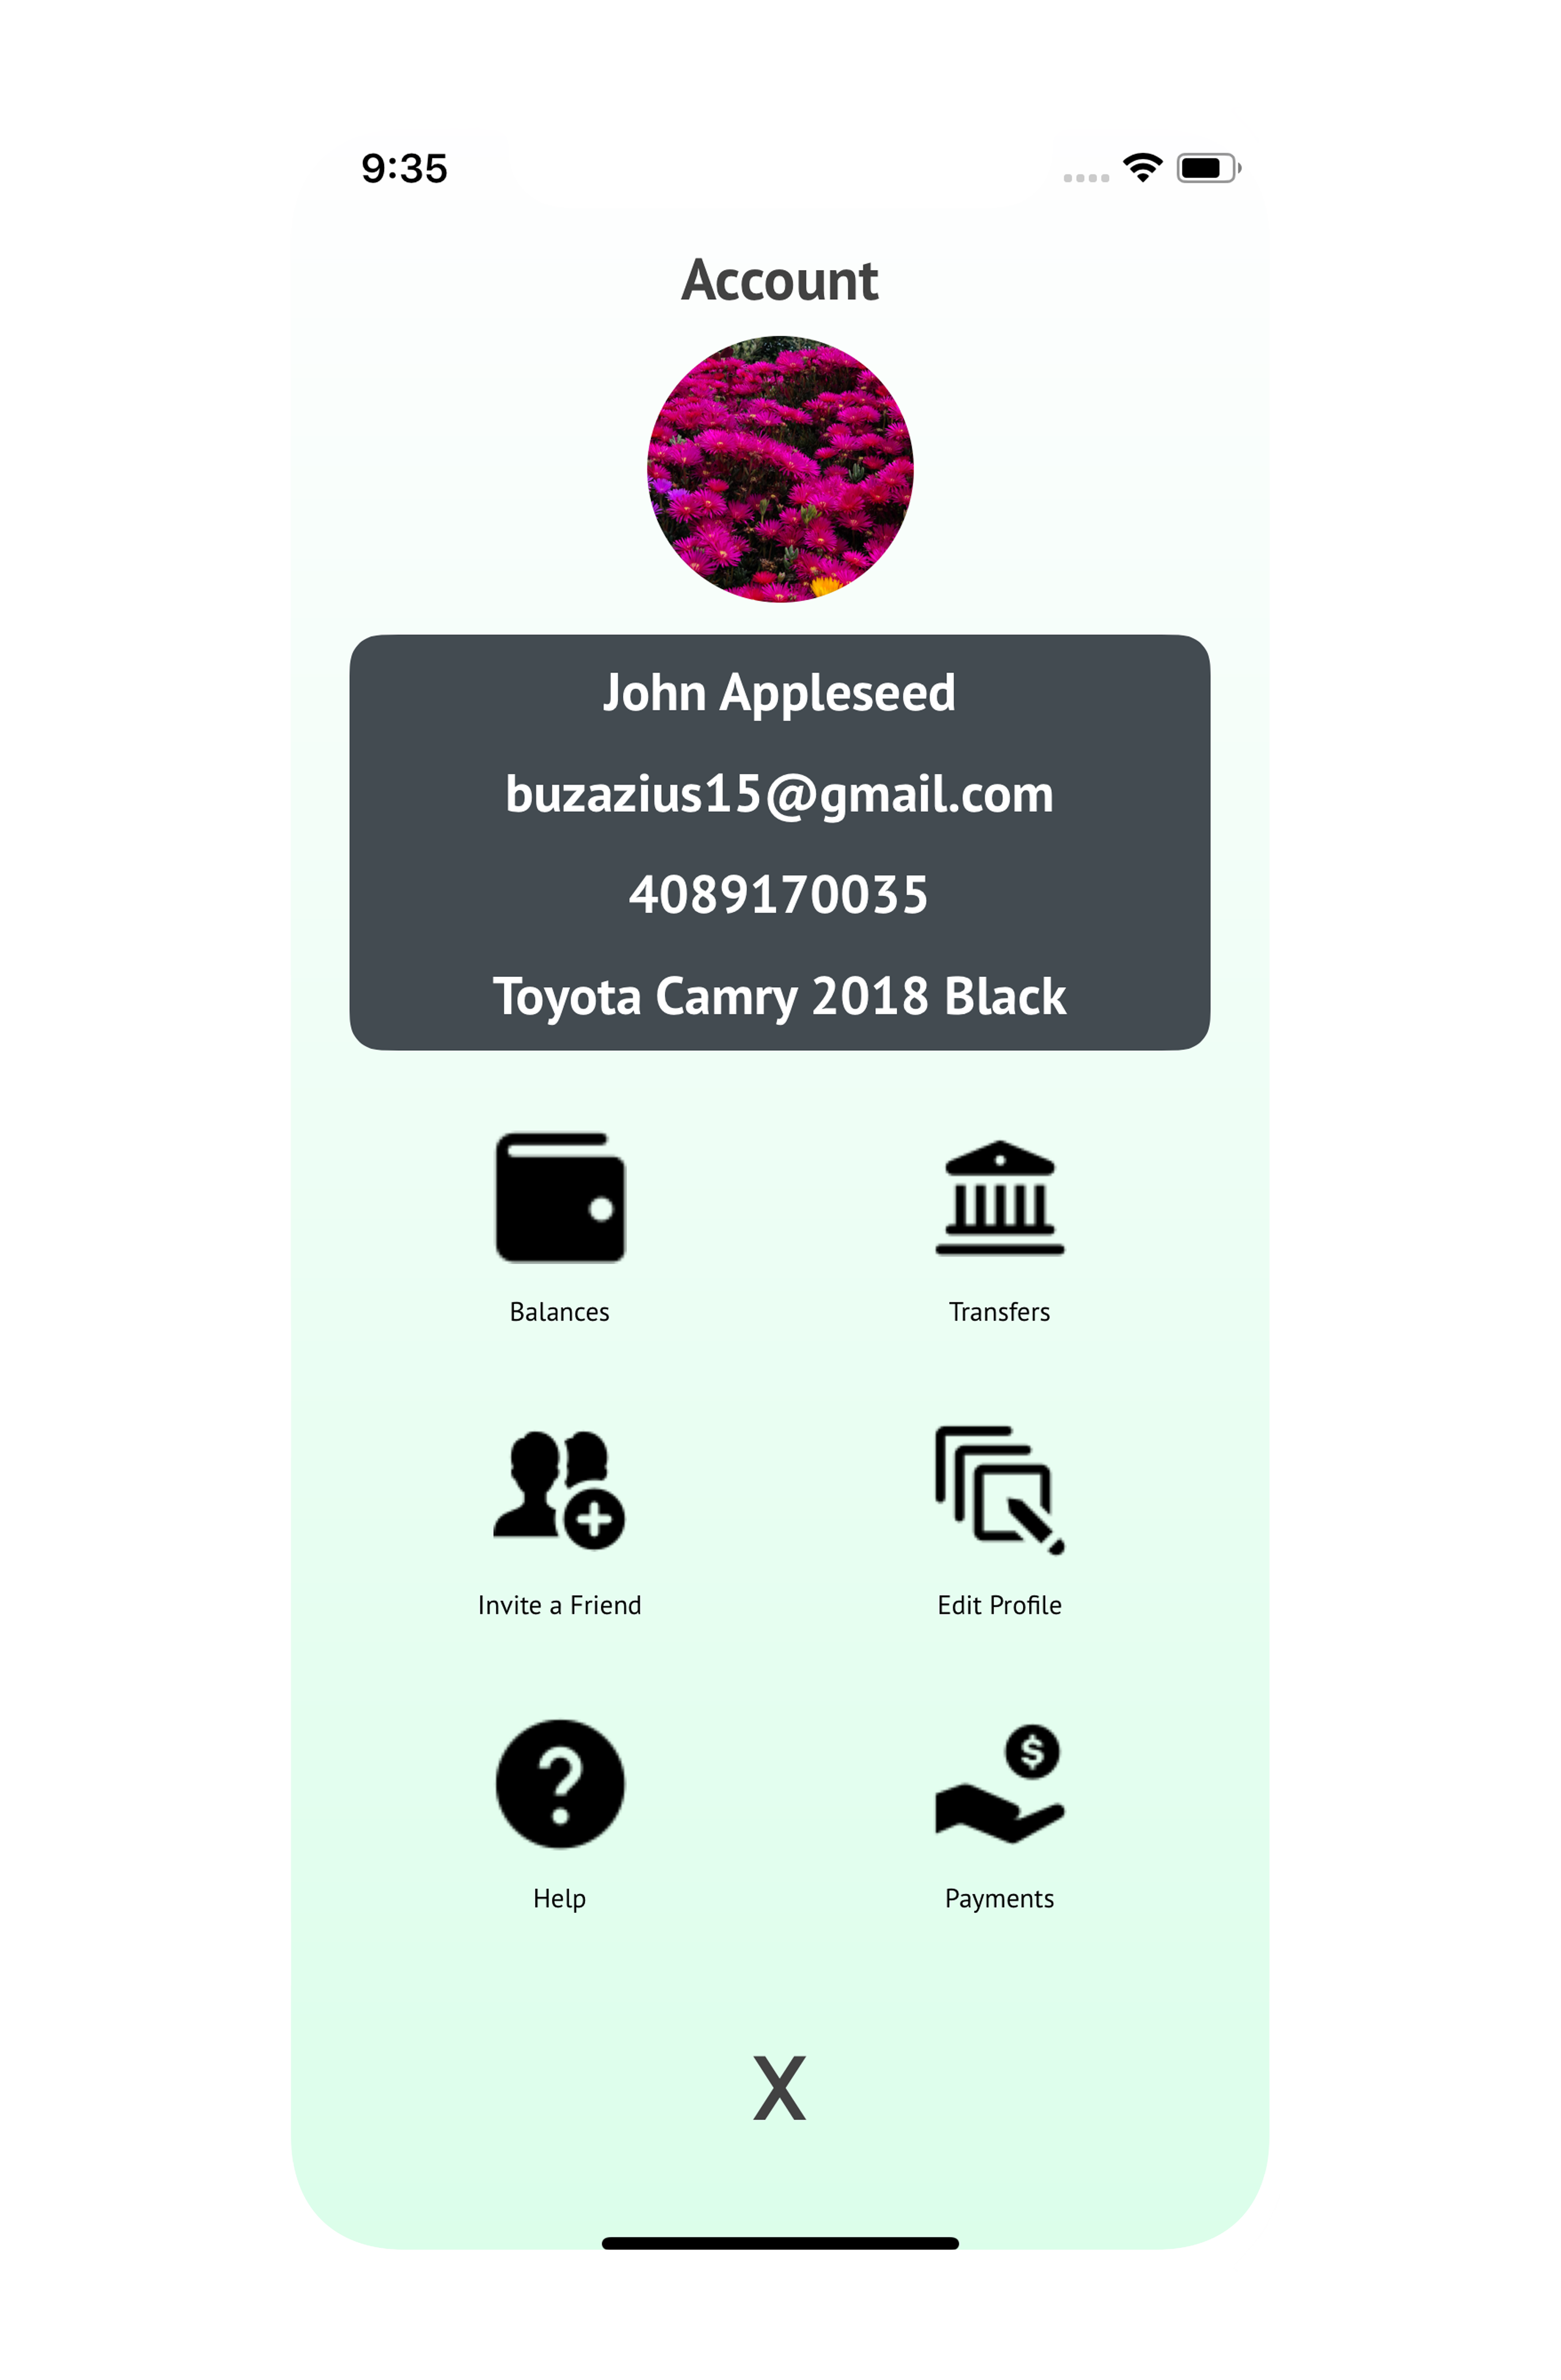 9:35
Account
John Appleseed
buzazius15@gmail.com
4089170035
Toyota Camry 2018 Black
Balances
Transfers
Invite a Friend
Edit Profile
$
?
Help
Payments
X